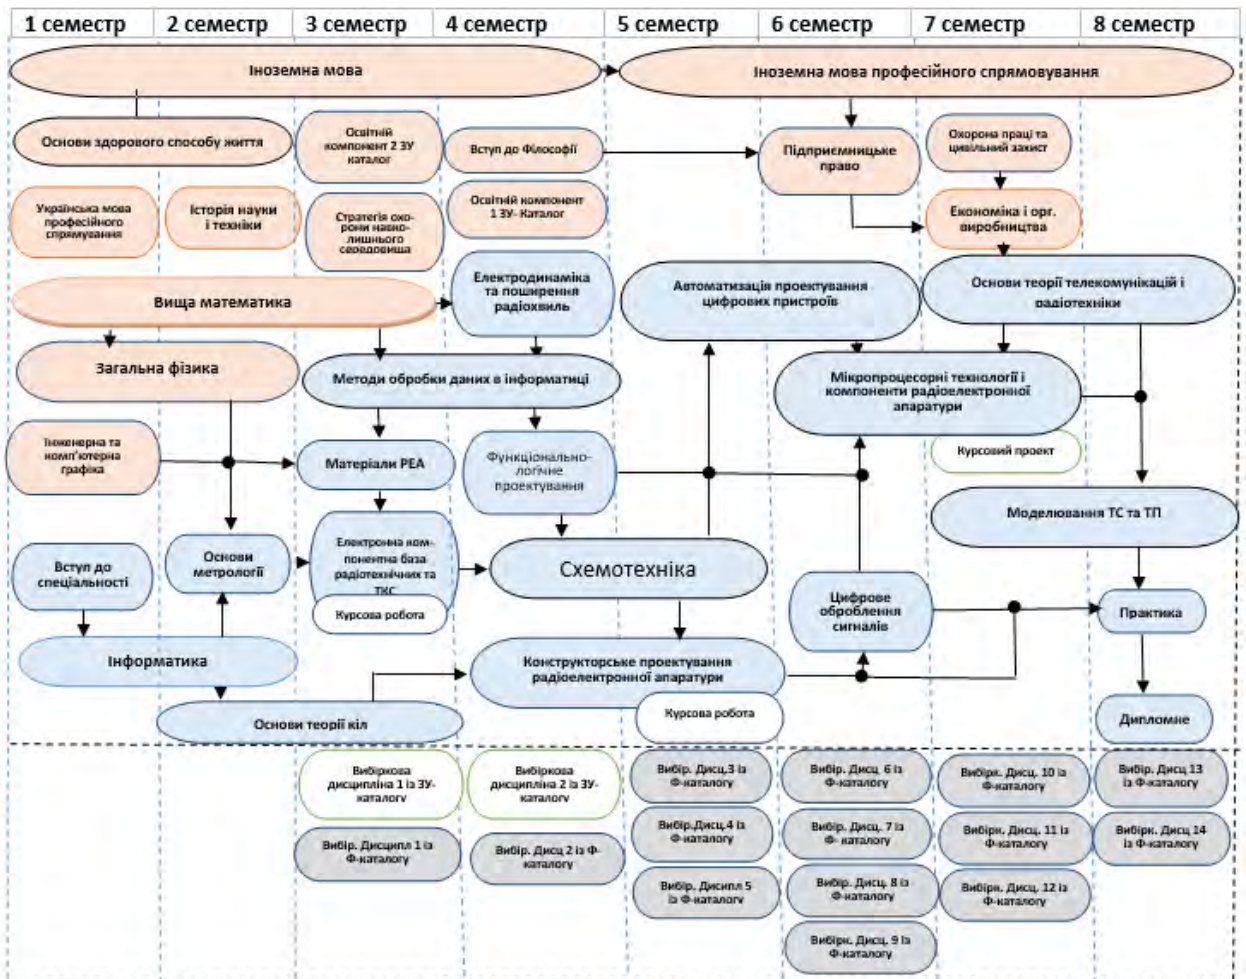 1 семестр 2 семестр 3 семестр 4 семестр 5 семестр 6 семестр 7 семестр 8 семестр
Іноземна мова
Іноземна мова професійного спрямовування
Основи здорового способу життя
Освітній
компонент 2 ЗУ
каталог
Вступ до Філософії
Підприємницьке
право
Охорона праці та
цивільний захист
Українська мова
професійного
спрямування
Історія науки
і техніки
Стратегія охо-
рони навко-
лишнього
середовища
Освітній компонент
1 ЗУ- Каталог
Економіка і орг.
виробництва
Вища математика
Електродинаміка
та поширення
радіохвиль
Автоматизація проектування
цифрових пристроїв
Основи теорії телекомунікацій і
радіотехніки
Загальна фізика
Методи обробки даних в інформатиці
Мікропроцесорні технології і
компоненти радіоелектронної
апаратури
Курсовий проект
Інженерна та
комп'ютерна
графіка
Матеріали РЕА
Функціонально-
логічне
проектування
Моделювання ТС та ТП
Вступ до
спеціальності
Основи
метрології
Електронна ком-
понентна база
радіотехнічних та
ТКС
Курсова робота
Схемотехніка
Цифрове
оброблення
сигналів
Практика
Інформатика
Конструкторське проектування
радіоелектронної апаратури
Курсова робота
Основи теорії кіл
Дипломне
Вибіркова
дисципліна 1 із ЗУ-
каталогу
Вибіркова
дисципліна 2 із ЗУ-
каталогу
Вибір. Дисц.3 із
Ф-каталогу
Вибір. Дисц 6 із
Ф-каталогу
Вибірк. Дисц. 10 із
Ф-каталогу
Вибір. Дисц 13
із Ф-каталогу
Вибір. Дисципл 1 із
Ф-каталогу
Вибір. Дисц 2 із Ф-
каталогу
Вибір.Дисц.4 із
Ф-каталогу
Вибір. Дисц. 7 із
Ф- каталогу
Вибірк. Дисц. 11 із
Ф-каталогу
Вибірк. Дисц 14
із Ф-каталогу
Вибір. Дисипл 5
із Ф-каталогу
Вибір. Дисц. 8 із
Ф-каталогу
Вибірк. Дисц. 12 із
Ф-каталогу
Вибірк. Дисц. 9 із
Ф-каталогу